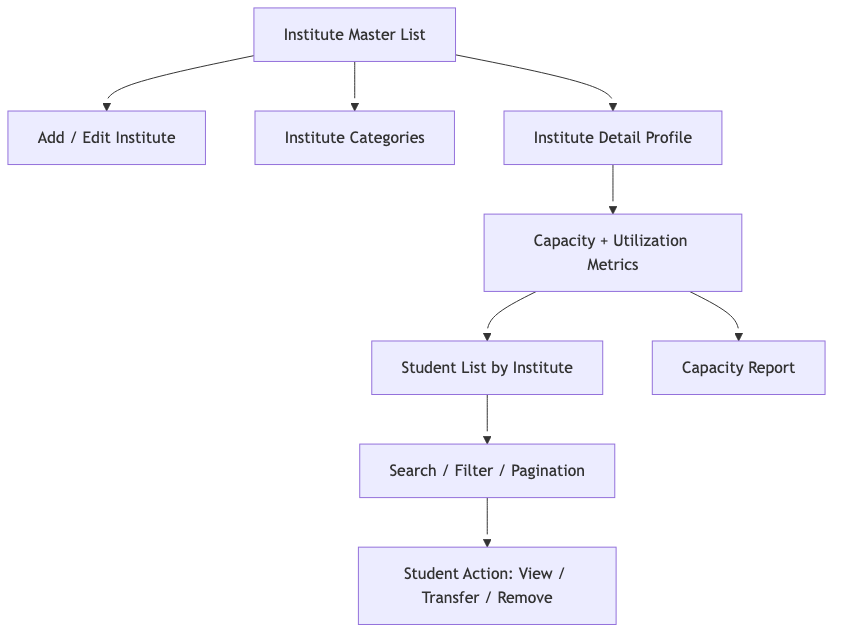 Institute Master List
Add / Edit Institute
Institute Categories
Institute Detail Profile
Capacity + Utilization
Metrics
Student List by Institute
Capacity Report
Search / Filter / Pagination
Student Action: View /
Transfer / Remove